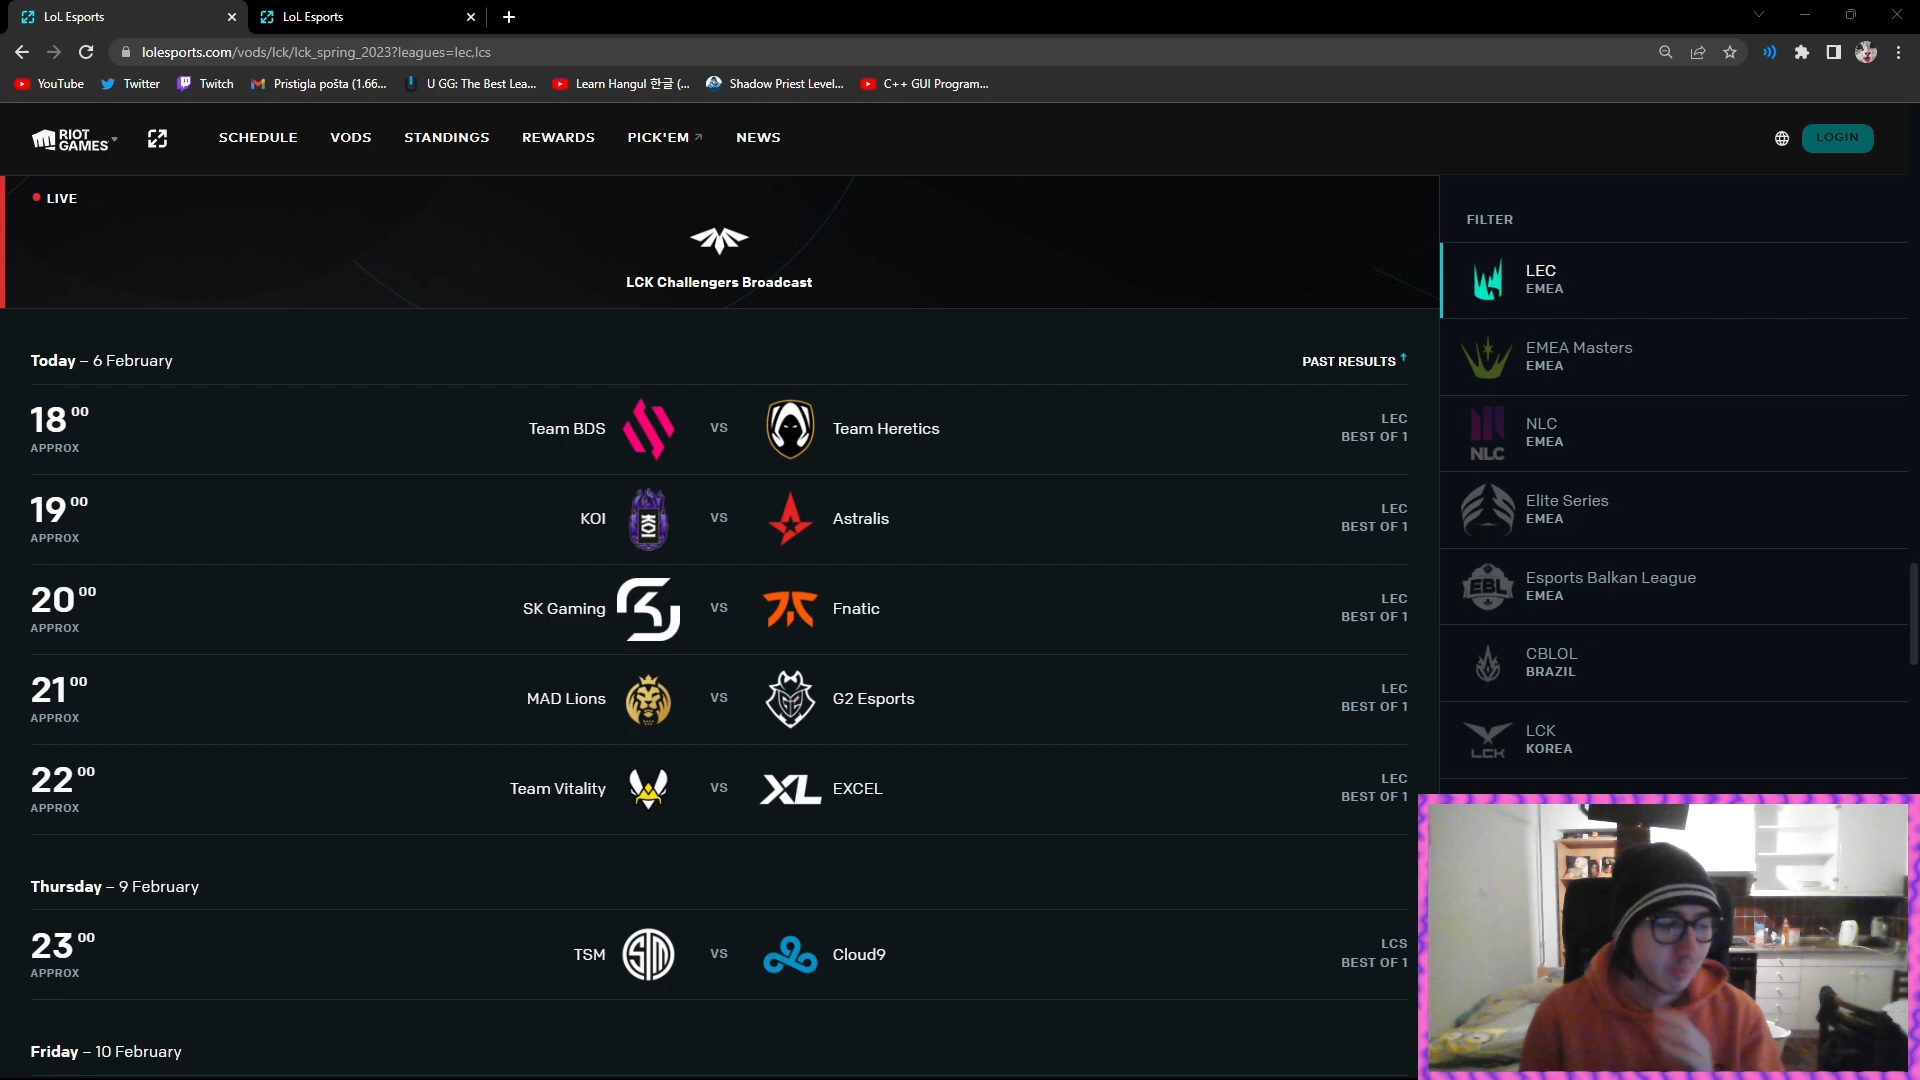 LoL Esports
LoL Esports
lolesports.com/vods/lck/lck_spring_2023?leagues=lec,lcs
YouTube
Twitter
Twitch
Pristigla pošta (1.66...
U GG: The Best Lea...
Learn Hangul 한글 (...
Shadow Priest Level...
C++ GUI Program...
RIOT GAMES
SCHEDULE
VODS
STANDINGS
REWARDS
PICK'EM
NEWS
LOGIN
LIVE
LCK Challengers Broadcast
Today – 6 February
PAST RESULTS
18 00
APPROX
Team BDS
VS
Team Heretics
LEC
BEST OF 1
19 00
APPROX
KOI
VS
Astralis
LEC
BEST OF 1
20 00
APPROX
SK Gaming
VS
Fnatic
LEC
BEST OF 1
21 00
APPROX
MAD Lions
VS
G2 Esports
LEC
BEST OF 1
22 00
APPROX
Team Vitality
VS
XL
EXCEL
LEC
BEST OF 1
Thursday – 9 February
23 00
APPROX
TSM
TSM
VS
Cloud9
LCS
BEST OF 1
Friday – 10 February
FILTER
LEC
EMEA
EMEA Masters
EMEA
NLC
NLC
EMEA
Elite Series
EMEA
EBL
Esports Balkan League
EMEA
CBLOL
BRAZIL
LCK
LCK
KOREA